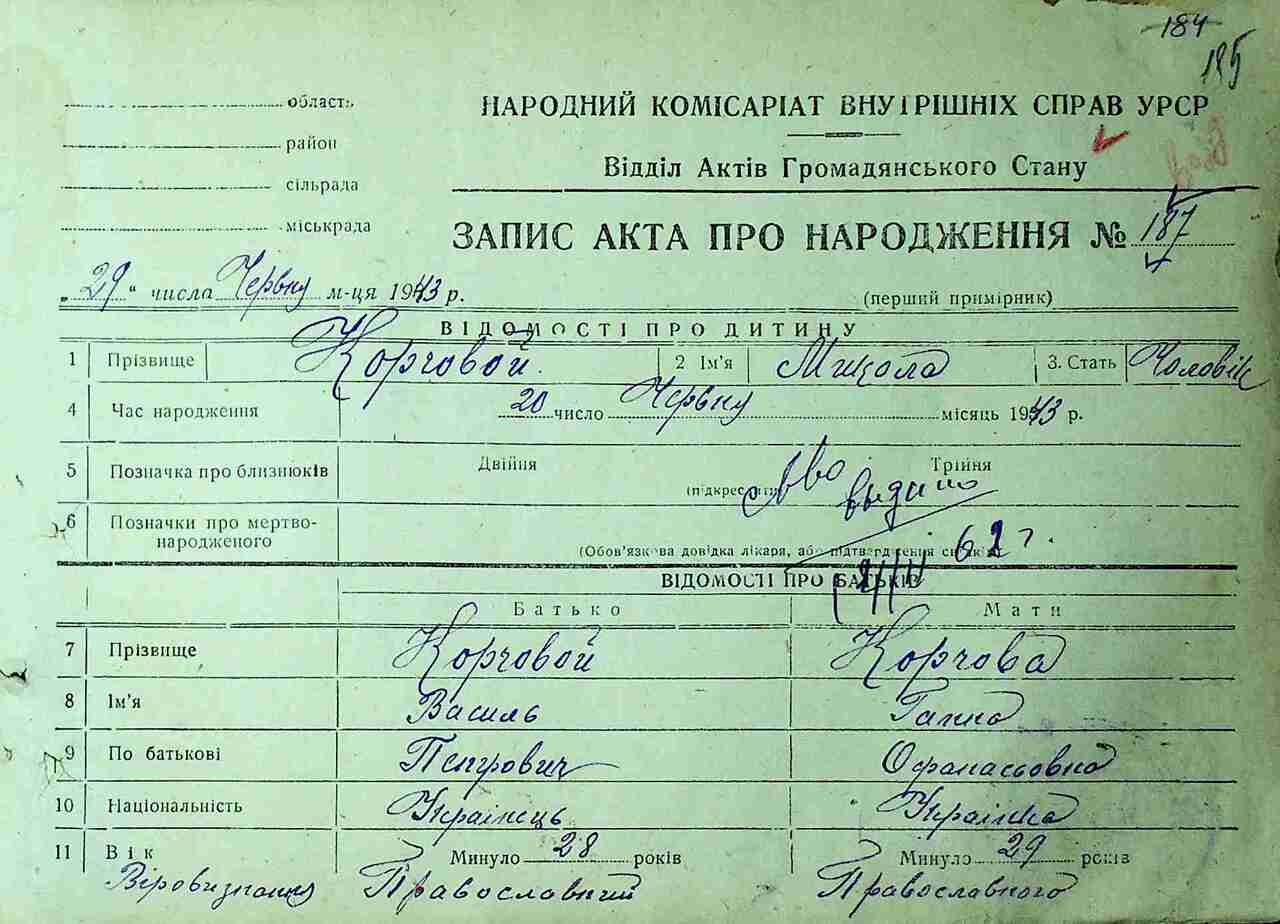 184
185
область
НАРОДНИЙ КОМІСАРІАТ ВНУТРІШНІХ СПРАВ УРСР
район
Відділ Актів Громадянського Стану
сільрада
міськрада
ЗАПИС АКТА ПРО НАРОДЖЕННЯ № 187
„29“ числа Червну м-ця 1943 р.
(перший примірник)
ВІДОМОСТІ ПРО ДИТИНУ
1 Прізвище Корчовой 2 Ім'я Микола 3. Стать Чоловік
4 Час народження 20 число Червну місяць 1943 р.
5 Позначка про близнюків Двійня Трійня
(підкреслити)
видано
6 Позначки про мертвонародженого
(Обов'язкова довідка лікаря, або підтвердження свідків)
62 г.
ВІДОМОСТІ ПРО БАТЬКІВ
Батько Мати
7 Прізвище Корчовой Корчова
8 Ім'я Василь Ганна
9 По батькові Петрович Офанасьовна
10 Національність Українець Українка
11 Вік Минуло 28 років Минуло 29 років
Віровизнання Православний Православного